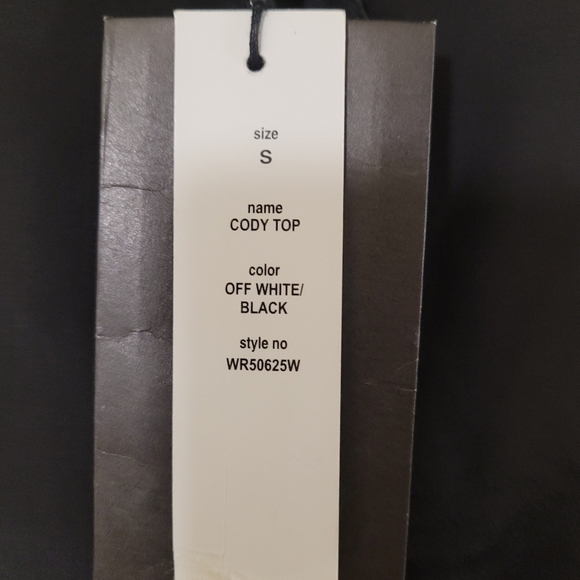 size
S
name
CODY TOP
color
OFF WHITE/
BLACK
style no
WR50625W